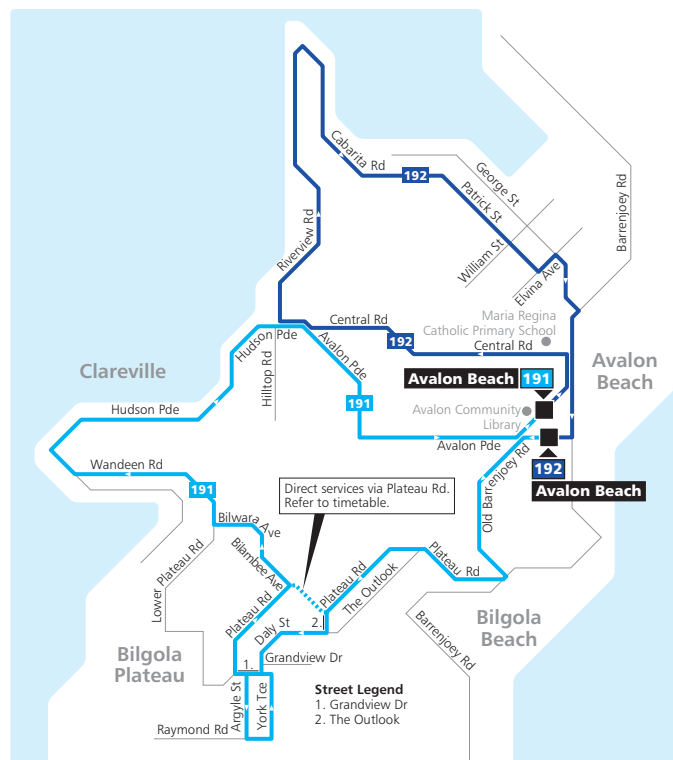 Cabarita Rd
192
George St
Patrick St
Barrenjoey Rd
Riverview Rd
William St
Elvina Ave
Maria Regina
Catholic Primary School
Central Rd
192
Central Rd
Hudson Pde
Avalon Pde
Hilltop Rd
Clareville
Avalon
Beach
Avalon Beach 191
191
Hudson Pde
Avalon Community
Library
Avalon Pde
Wandeen Rd
192
Avalon Beach
191
Direct services via Plateau Rd.
Refer to timetable.
Old Barrenjoey Rd
Bilwara Ave
Bilambee Ave
Lower Plateau Rd
Plateau Rd
The Outlook
Plateau Rd
Plateau Rd
Daly St
2.
Barrenjoey Rd
Bilgola
Beach
Bilgola
Plateau
1.
Grandview Dr
Argyle St
York Tce
Raymond Rd
Street Legend
1. Grandview Dr
2. The Outlook